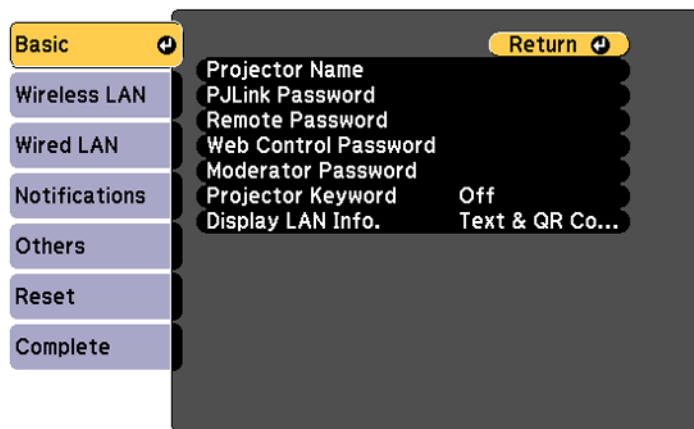 Basic
Wireless LAN
Wired LAN
Notifications
Others
Reset
Complete
Return
Projector Name
PJLink Password
Remote Password
Web Control Password
Moderator Password
Projector Keyword Off
Display LAN Info. Text & QR Co...